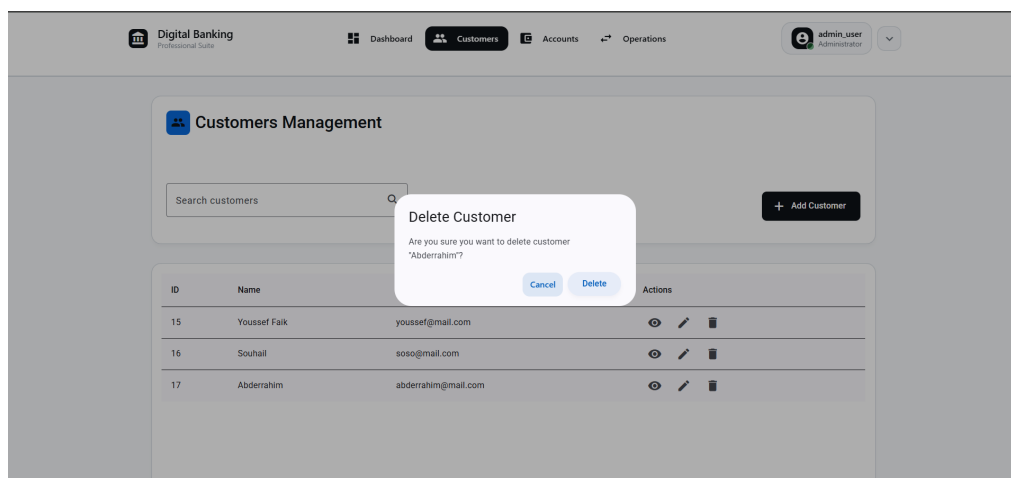 Digital Banking
Professional Suite
Dashboard
Customers
Accounts
Operations
admin_user
Administrator
Customers Management
Search customers
Add Customer
Delete Customer
Are you sure you want to delete customer
"Abderrahim"?
Cancel
Delete
ID Name Actions
15 Youssef Faik youssef@mail.com
16 Souhail soso@mail.com
17 Abderrahim abderrahim@mail.com